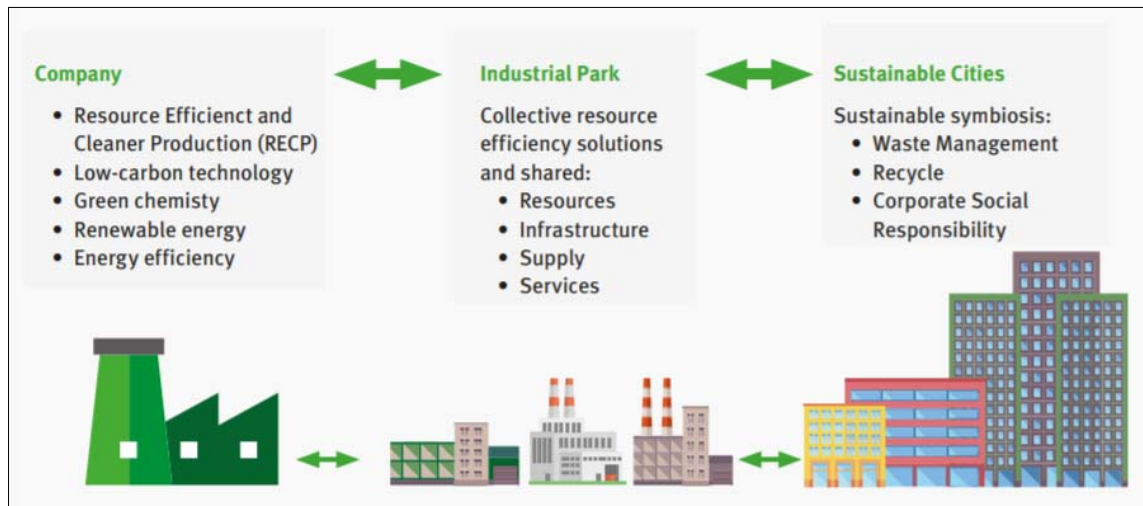 Company
• Resource Efficienct and
Cleaner Production (RECP)
• Low-carbon technology
• Green chemisty
• Renewable energy
• Energy efficiency
Industrial Park
Collective resource
efficiency solutions
and shared:
• Resources
• Infrastructure
• Supply
• Services
Sustainable Cities
Sustainable symbiosis:
• Waste Management
• Recycle
• Corporate Social
Responsibility